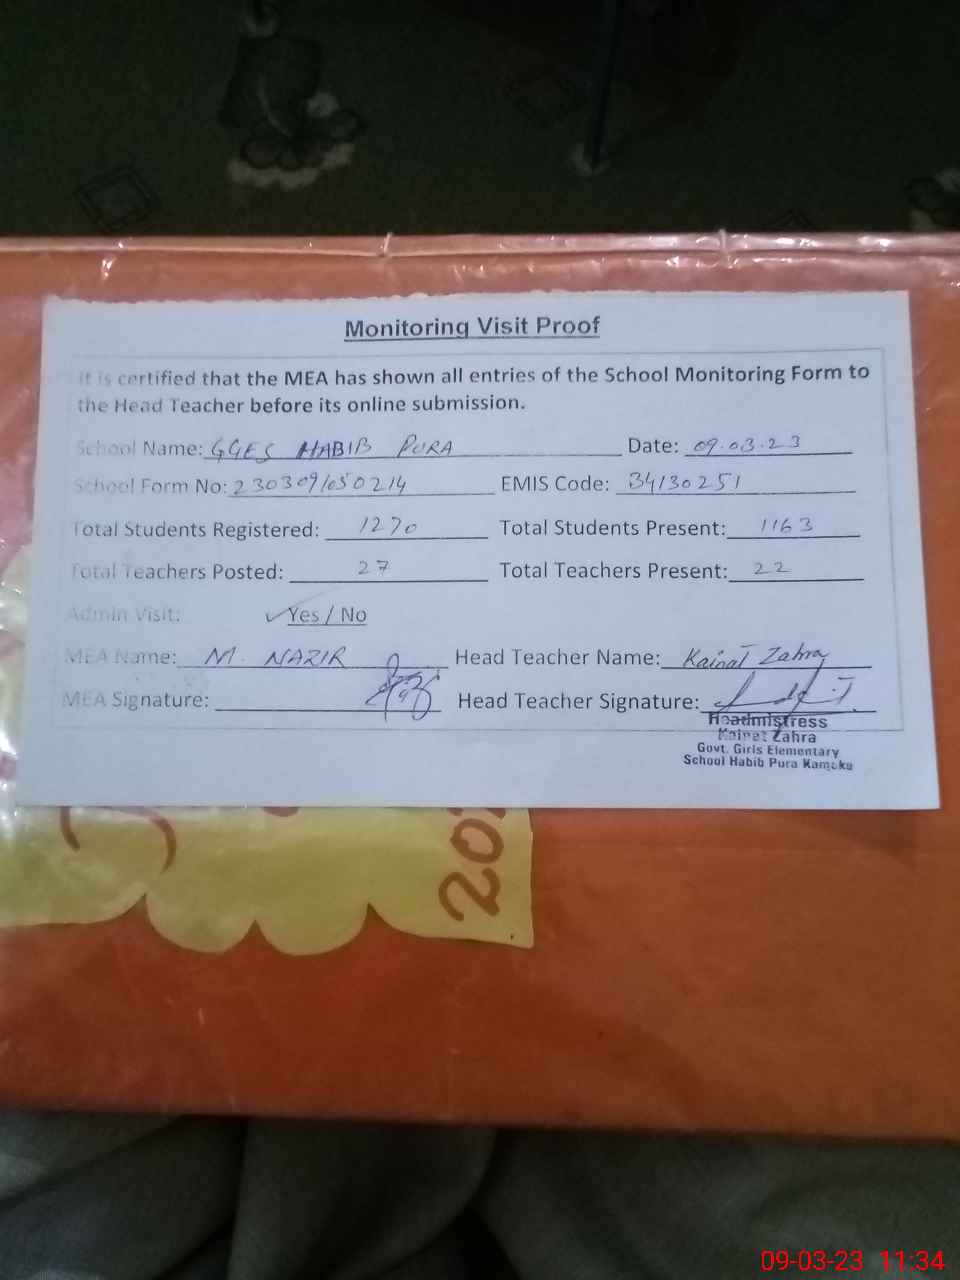 Monitoring Visit Proof
It is certified that the MEA has shown all entries of the School Monitoring Form to
the Head Teacher before its online submission.
School Name: GGES HABIB PURA Date: 09.03.23
School Form No: 2303091050214 EMIS Code: 34130251
Total Students Registered: 1270 Total Students Present: 1163
Total Teachers Posted: 27 Total Teachers Present: 22
Admin Visit: ✓Yes / No
MEA Name: M. NAZIR Head Teacher Name: Kainat Zahra
MEA Signature: Head Teacher Signature:
Headmistress
Kainat Zahra
Govt. Girls Elementary
School Habib Pura Kamoke
09-03-23 11:34